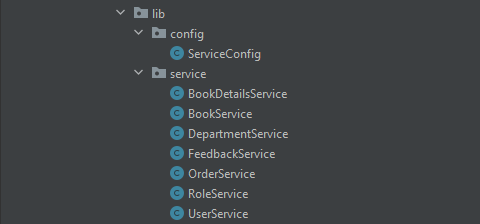 lib
config
ServiceConfig
service
BookDetailsService
BookService
DepartmentService
FeedbackService
OrderService
RoleService
UserService